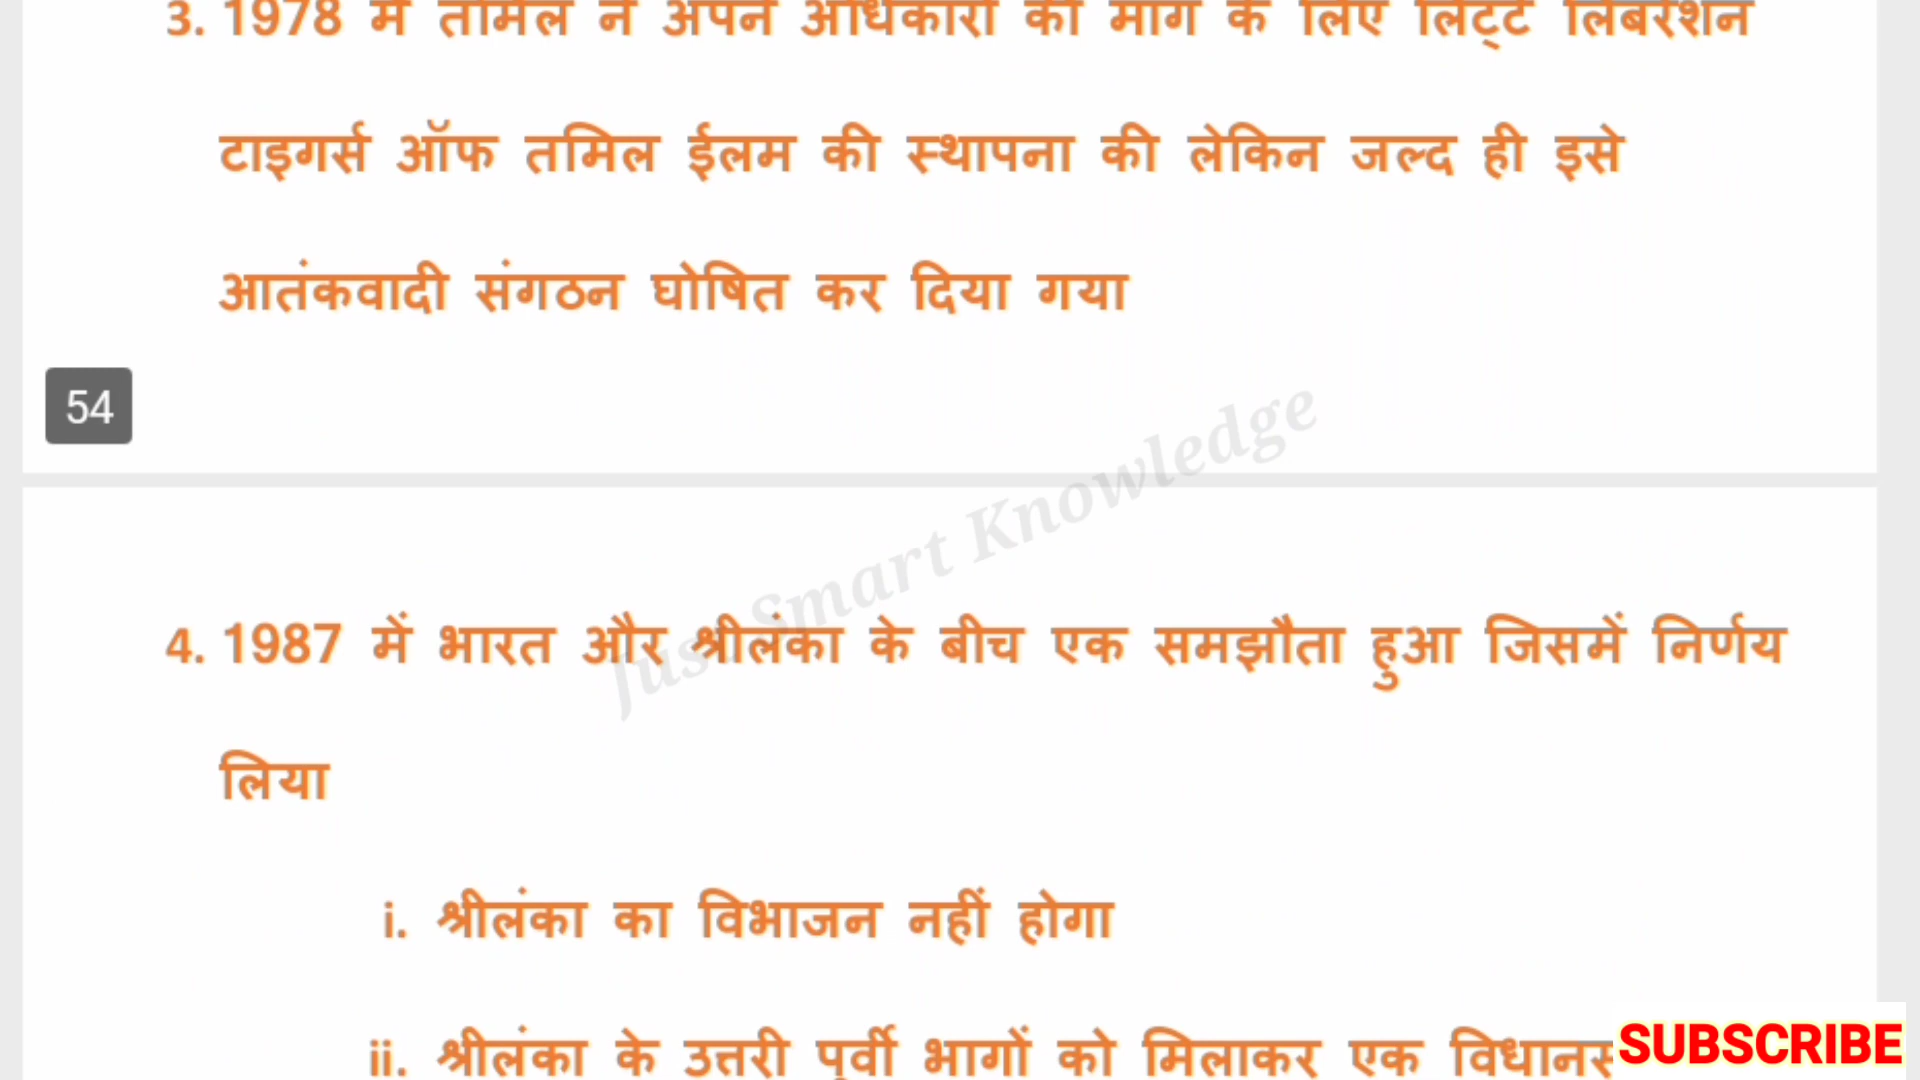 3. 1978 में तमिल ने अपने अधिकारों की मांग के लिए लिट्टे लिबरेशन
टाइगर्स ऑफ तमिल ईलम की स्थापना की लेकिन जल्द ही इसे
आतंकवादी संगठन घोषित कर दिया गया
54
Just Smart Knowledge
4. 1987 में भारत और श्रीलंका के बीच एक समझौता हुआ जिसमें निर्णय
लिया
i. श्रीलंका का विभाजन नहीं होगा
ii. श्रीलंका के उत्तरी पूर्वी भागों को मिलाकर एक
SUBSCRIBE